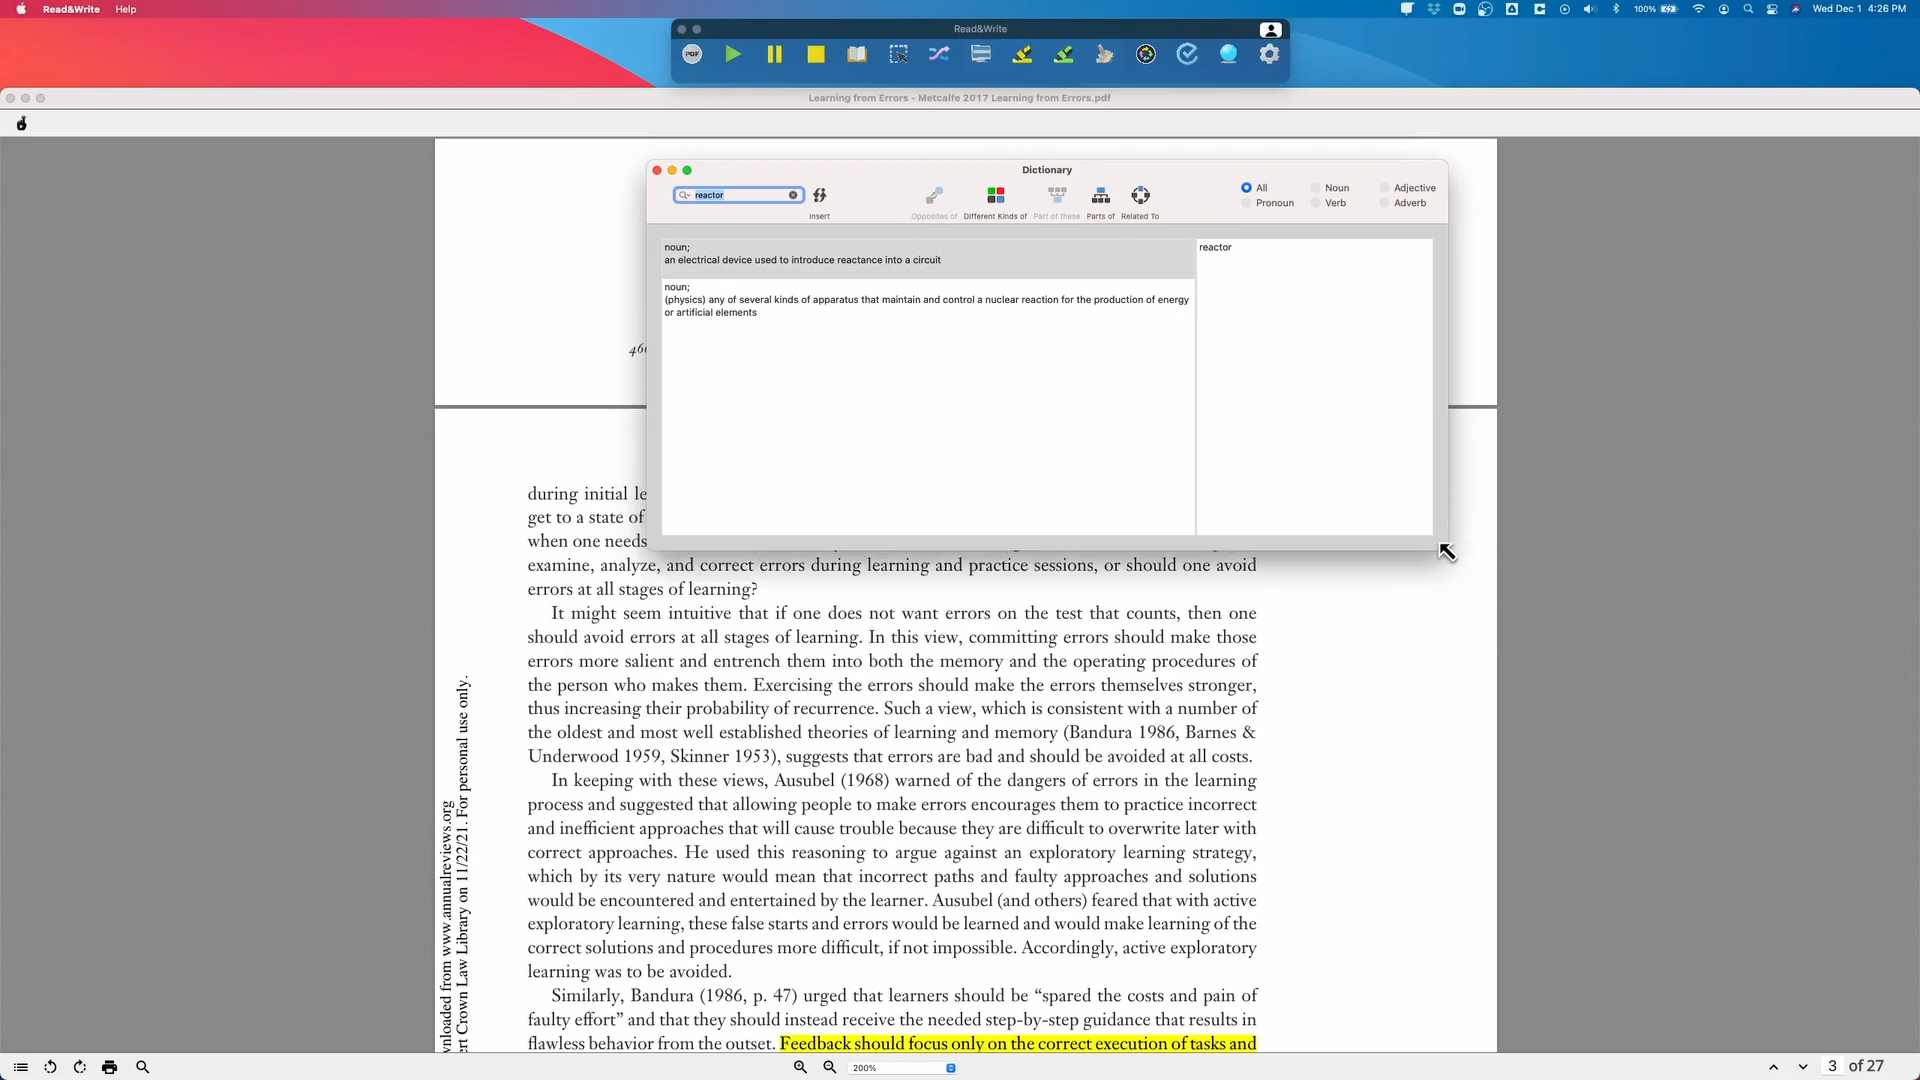 Read&Write Help
100%
Wed Dec 1 4:26 PM
Read&Write
PDF
Learning from Errors - Metcalfe 2017 Learning from Errors.pdf
Dictionary
reactor
Insert
Opposites of
Different Kinds of
Part of these
Parts of
Related To
All
Noun
Adjective
Pronoun
Verb
Adverb
noun;
an electrical device used to introduce reactance into a circuit
noun;
(physics) any of several kinds of apparatus that maintain and control a nuclear reaction for the production of energy
or artificial elements
reactor
during initial le
get to a state of
when one needs
examine, analyze, and correct errors during learning and practice sessions, or should one avoid
errors at all stages of learning?
It might seem intuitive that if one does not want errors on the test that counts, then one
should avoid errors at all stages of learning. In this view, committing errors should make those
errors more salient and entrench them into both the memory and the operating procedures of
the person who makes them. Exercising the errors should make the errors themselves stronger,
thus increasing their probability of recurrence. Such a view, which is consistent with a number of
the oldest and most well established theories of learning and memory (Bandura 1986, Barnes &
Underwood 1959, Skinner 1953), suggests that errors are bad and should be avoided at all costs.
In keeping with these views, Ausubel (1968) warned of the dangers of errors in the learning
process and suggested that allowing people to make errors encourages them to practice incorrect
and inefficient approaches that will cause trouble because they are difficult to overwrite later with
correct approaches. He used this reasoning to argue against an exploratory learning strategy,
which by its very nature would mean that incorrect paths and faulty approaches and solutions
would be encountered and entertained by the learner. Ausubel (and others) feared that with active
exploratory learning, these false starts and errors would be learned and would make learning of the
correct solutions and procedures more difficult, if not impossible. Accordingly, active exploratory
learning was to be avoided.
Similarly, Bandura (1986, p. 47) urged that learners should be “spared the costs and pain of
faulty effort” and that they should instead receive the needed step-by-step guidance that results in
flawless behavior from the outset. Feedback should focus only on the correct execution of tasks and
wnloaded from www.annualreviews.org
ert Crown Law Library on 11/22/21. For personal use only.
200%
3 of 27